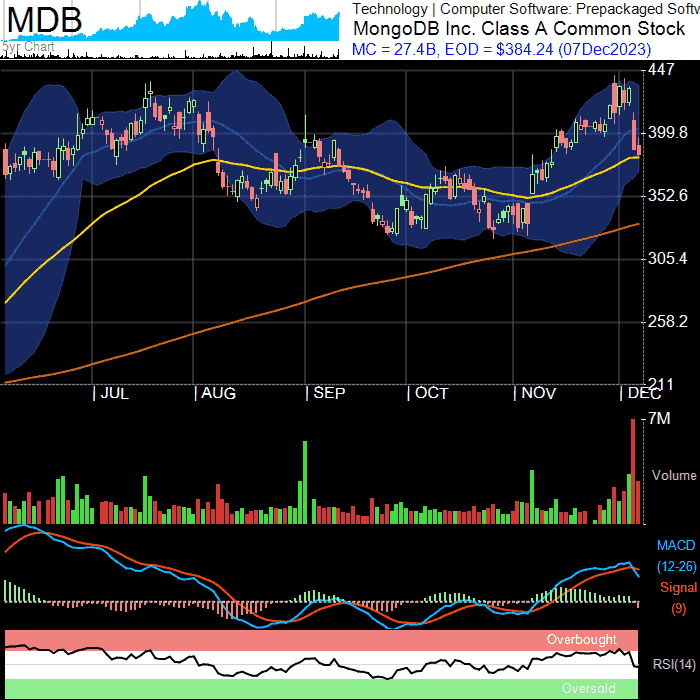 MDB
5yr Chart
Technology | Computer Software: Prepackaged Softw
MongoDB Inc. Class A Common Stock
MC = 27.4B, EOD = $384.24 (07Dec2023)
447
399.8
352.6
305.4
258.2
211
| JUL | AUG | SEP | OCT | NOV | DEC
7M
Volume
MACD
(12-26)
Signal
(9)
Overbought
RSI(14)
Oversold